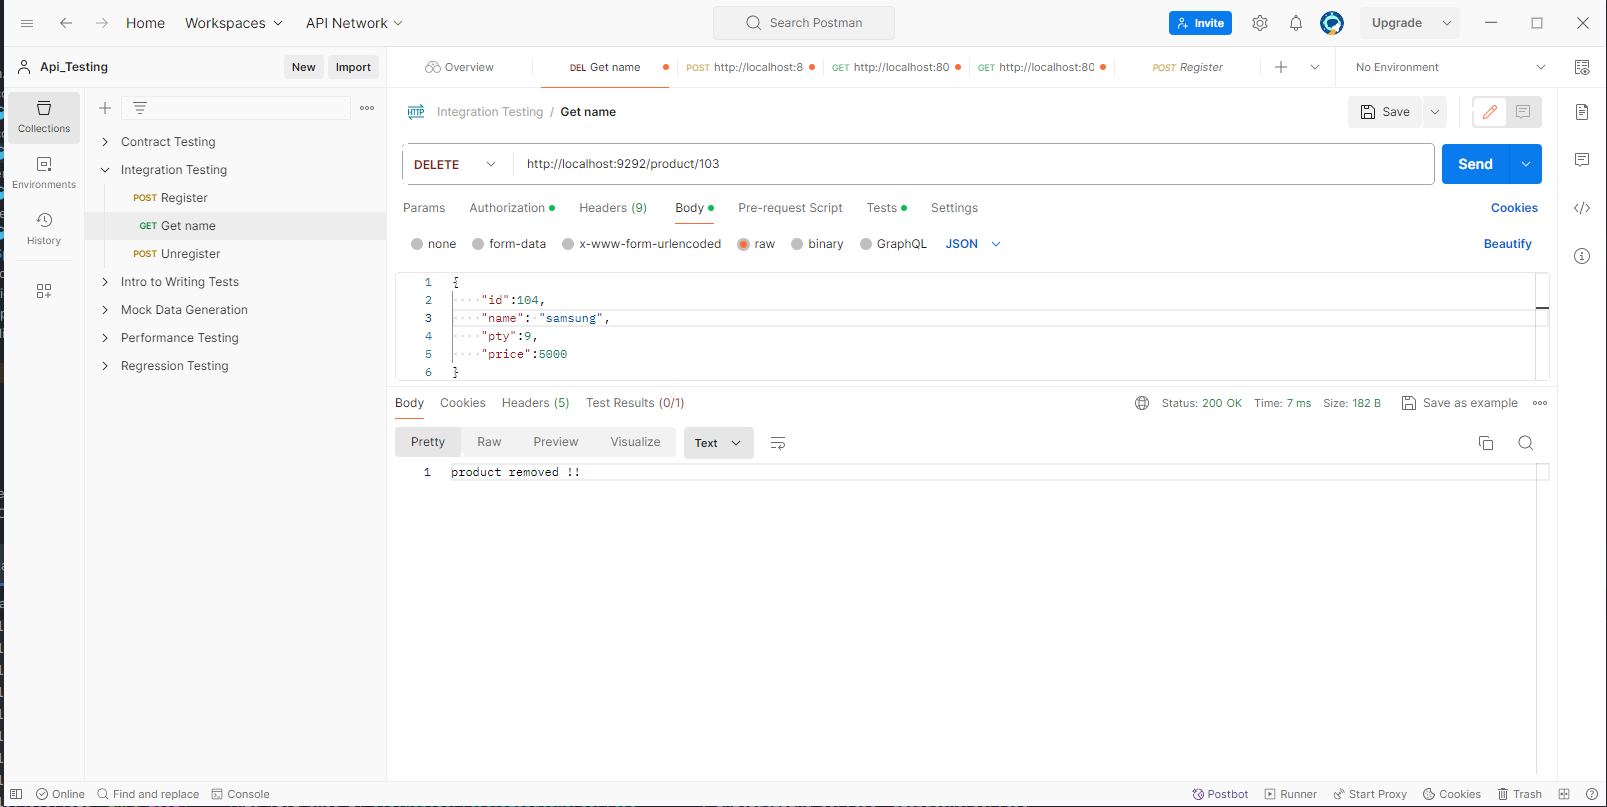 Home Workspaces API Network Search Postman Invite Upgrade
Api_Testing New Import Overview DEL Get name POST http://localhost:8 GET http://localhost:80 GET http://localhost:80 POST Register No Environment
Collections
Environments
History
Contract Testing
Integration Testing
POST Register
GET Get name
POST Unregister
Intro to Writing Tests
Mock Data Generation
Performance Testing
Regression Testing
HTTP Integration Testing / Get name Save
DELETE http://localhost:9292/product/103 Send
Params Authorization Headers (9) Body Pre-request Script Tests Settings Cookies
none form-data x-www-form-urlencoded raw binary GraphQL JSON Beautify
1 {
2 "id":104,
3 "name": "samsung",
4 "pty":9,
5 "price":5000
6 }
Body Cookies Headers (5) Test Results (0/1) Status: 200 OK Time: 7 ms Size: 182 B Save as example
Pretty Raw Preview Visualize Text
1 product removed !!
Online Find and replace Console Postbot Runner Start Proxy Cookies Trash